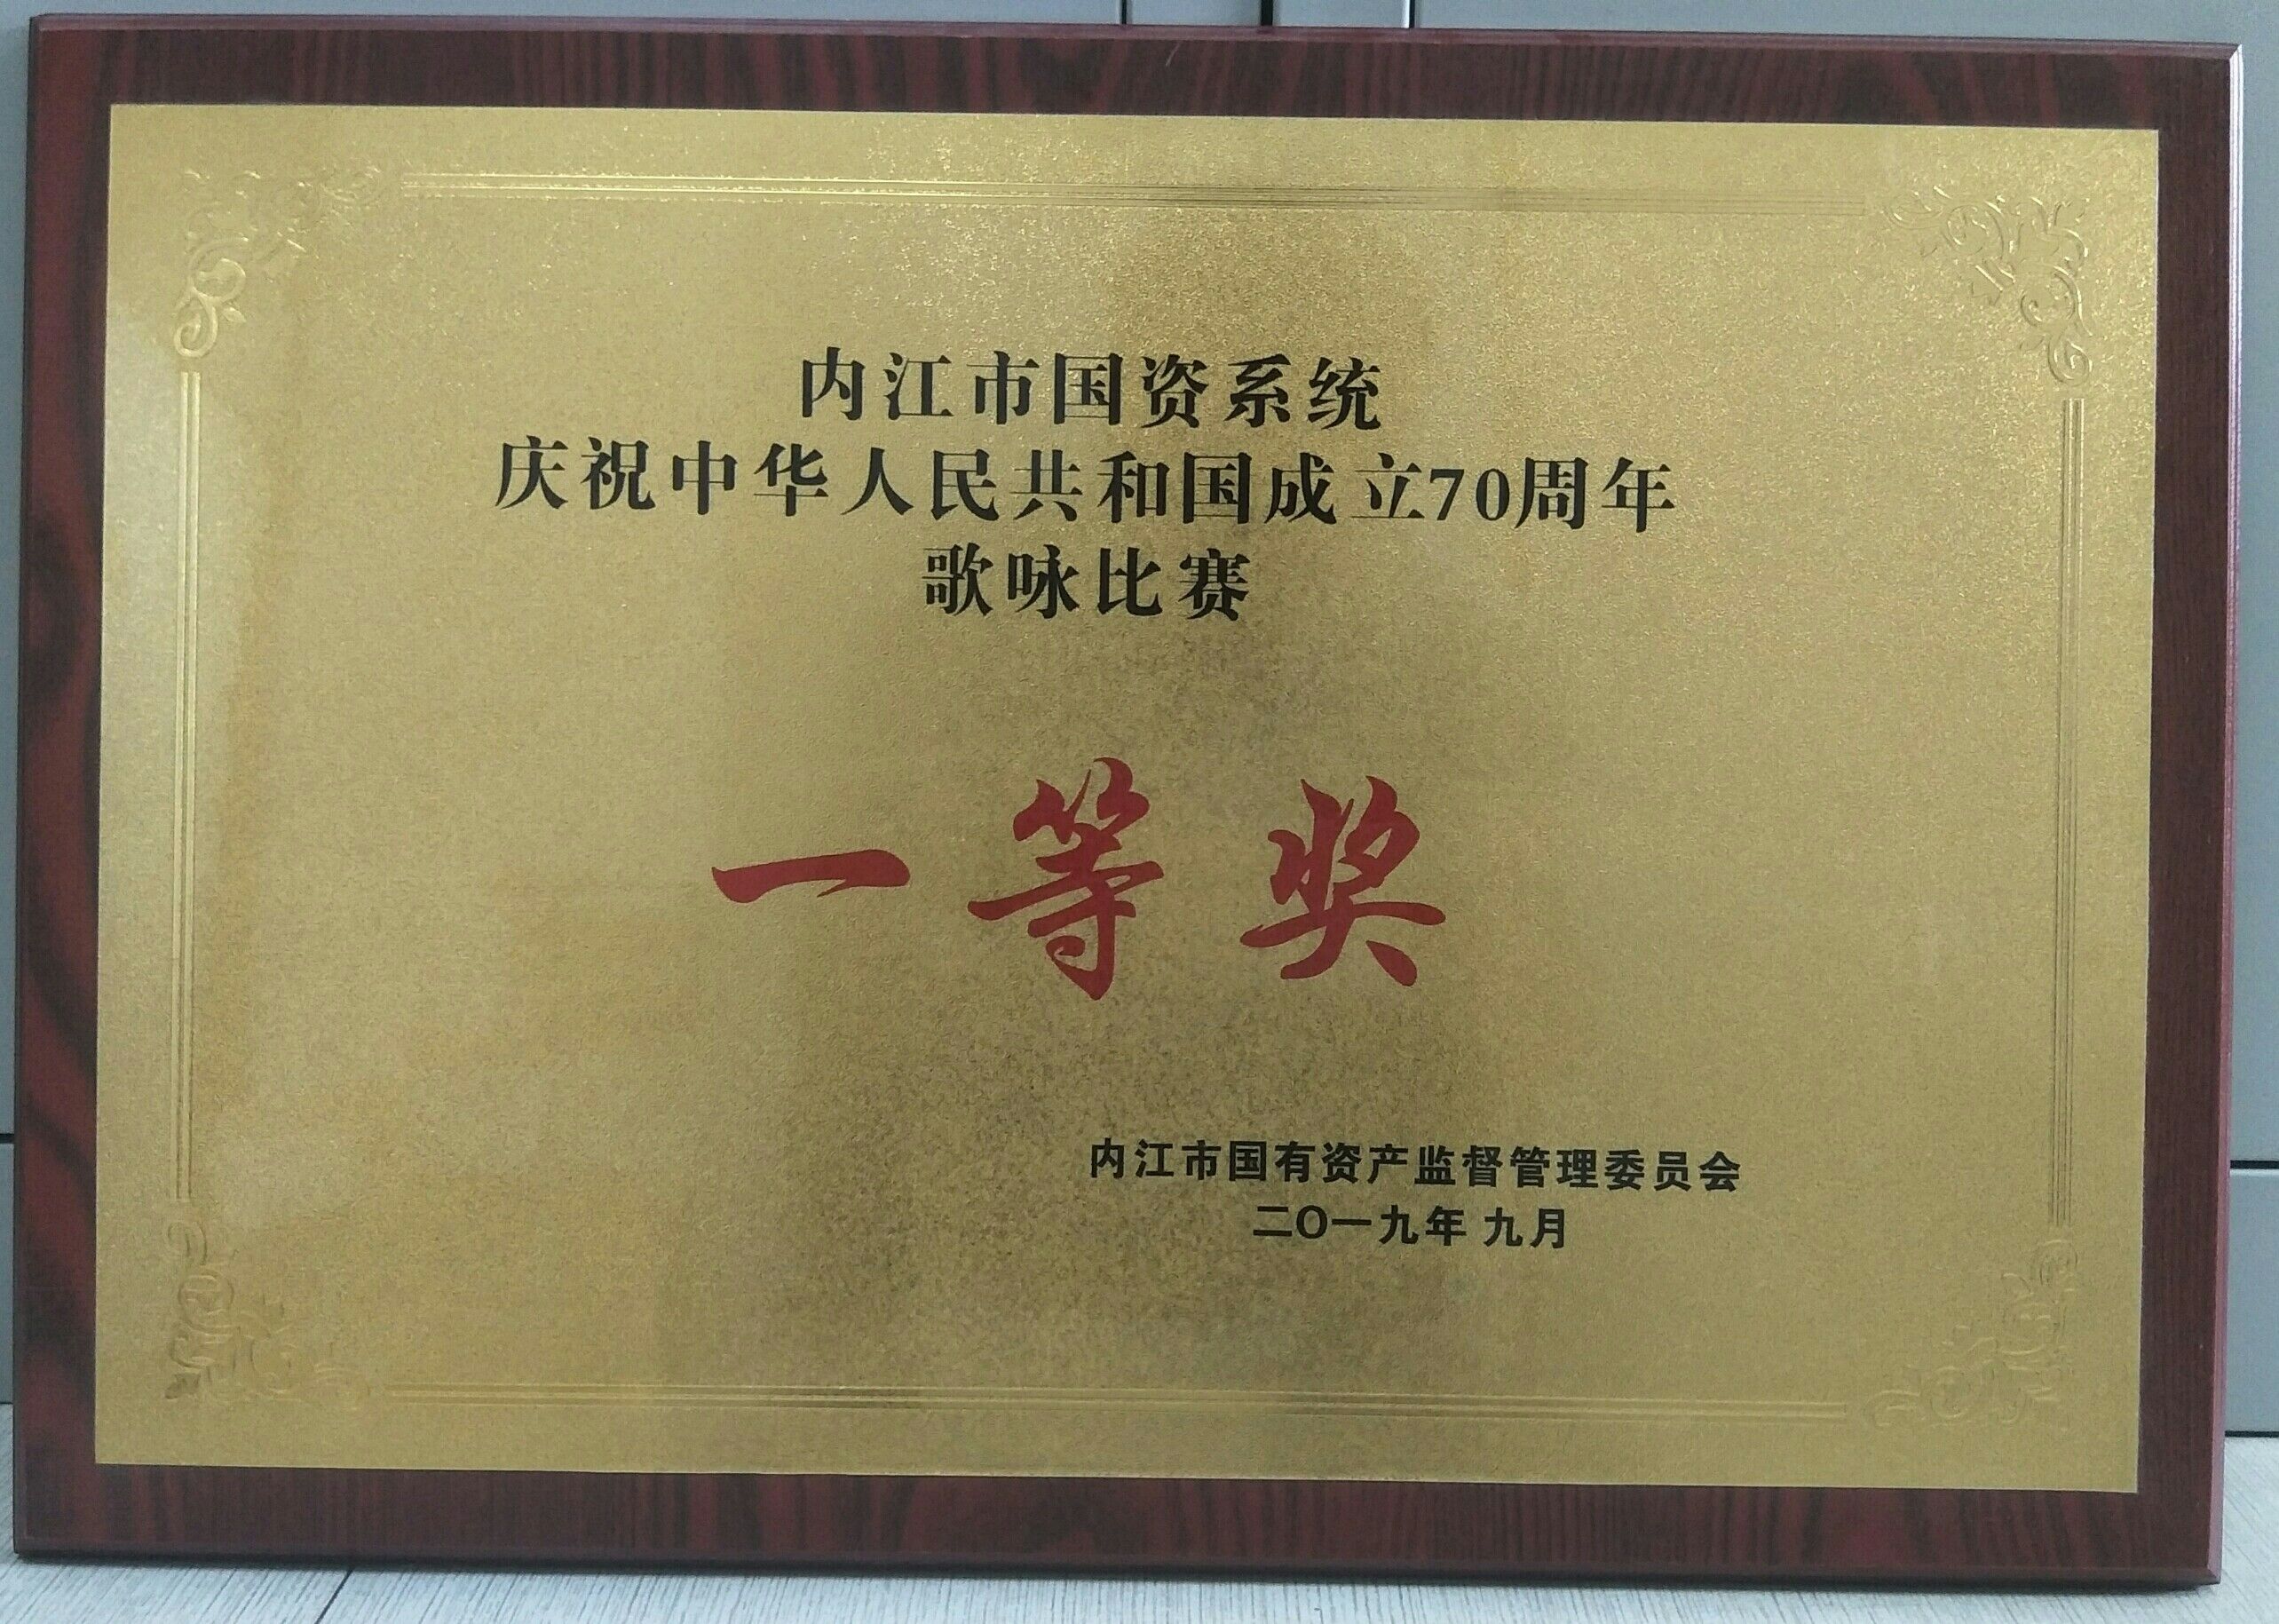 内江市国资系统
庆祝中华人民共和国成立70周年
歌咏比赛
一等奖
内江市国有资产监督管理委员会
二〇一九年 九月